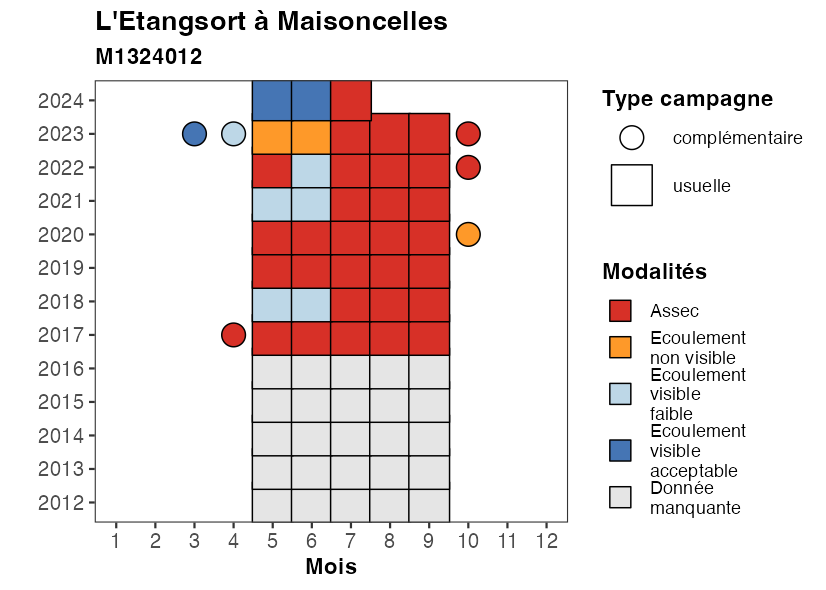 L'Etangsort à Maisoncelles
M1324012
2024
2023
2022
2021
2020
2019
2018
2017
2016
2015
2014
2013
2012
1 2 3 4 5 6 7 8 9 10 11 12
Mois
Type campagne
complémentaire
usuelle
Modalités
Assec
Ecoulement
non visible
Ecoulement
visible
faible
Ecoulement
visible
acceptable
Donnée
manquante